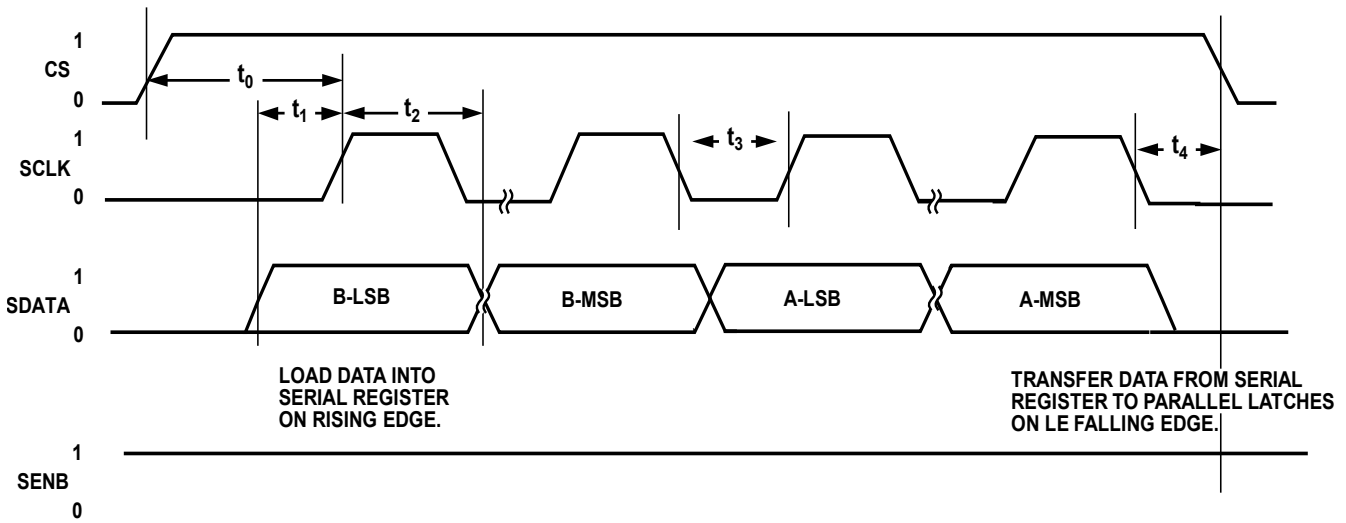 1
CS
0
t0
t1
t2
1
SCLK
0
t3
t4
1
SDATA
0
B-LSB
B-MSB
A-LSB
A-MSB
LOAD DATA INTO
SERIAL REGISTER
ON RISING EDGE.
TRANSFER DATA FROM SERIAL
REGISTER TO PARALLEL LATCHES
ON LE FALLING EDGE.
1
SENB
0